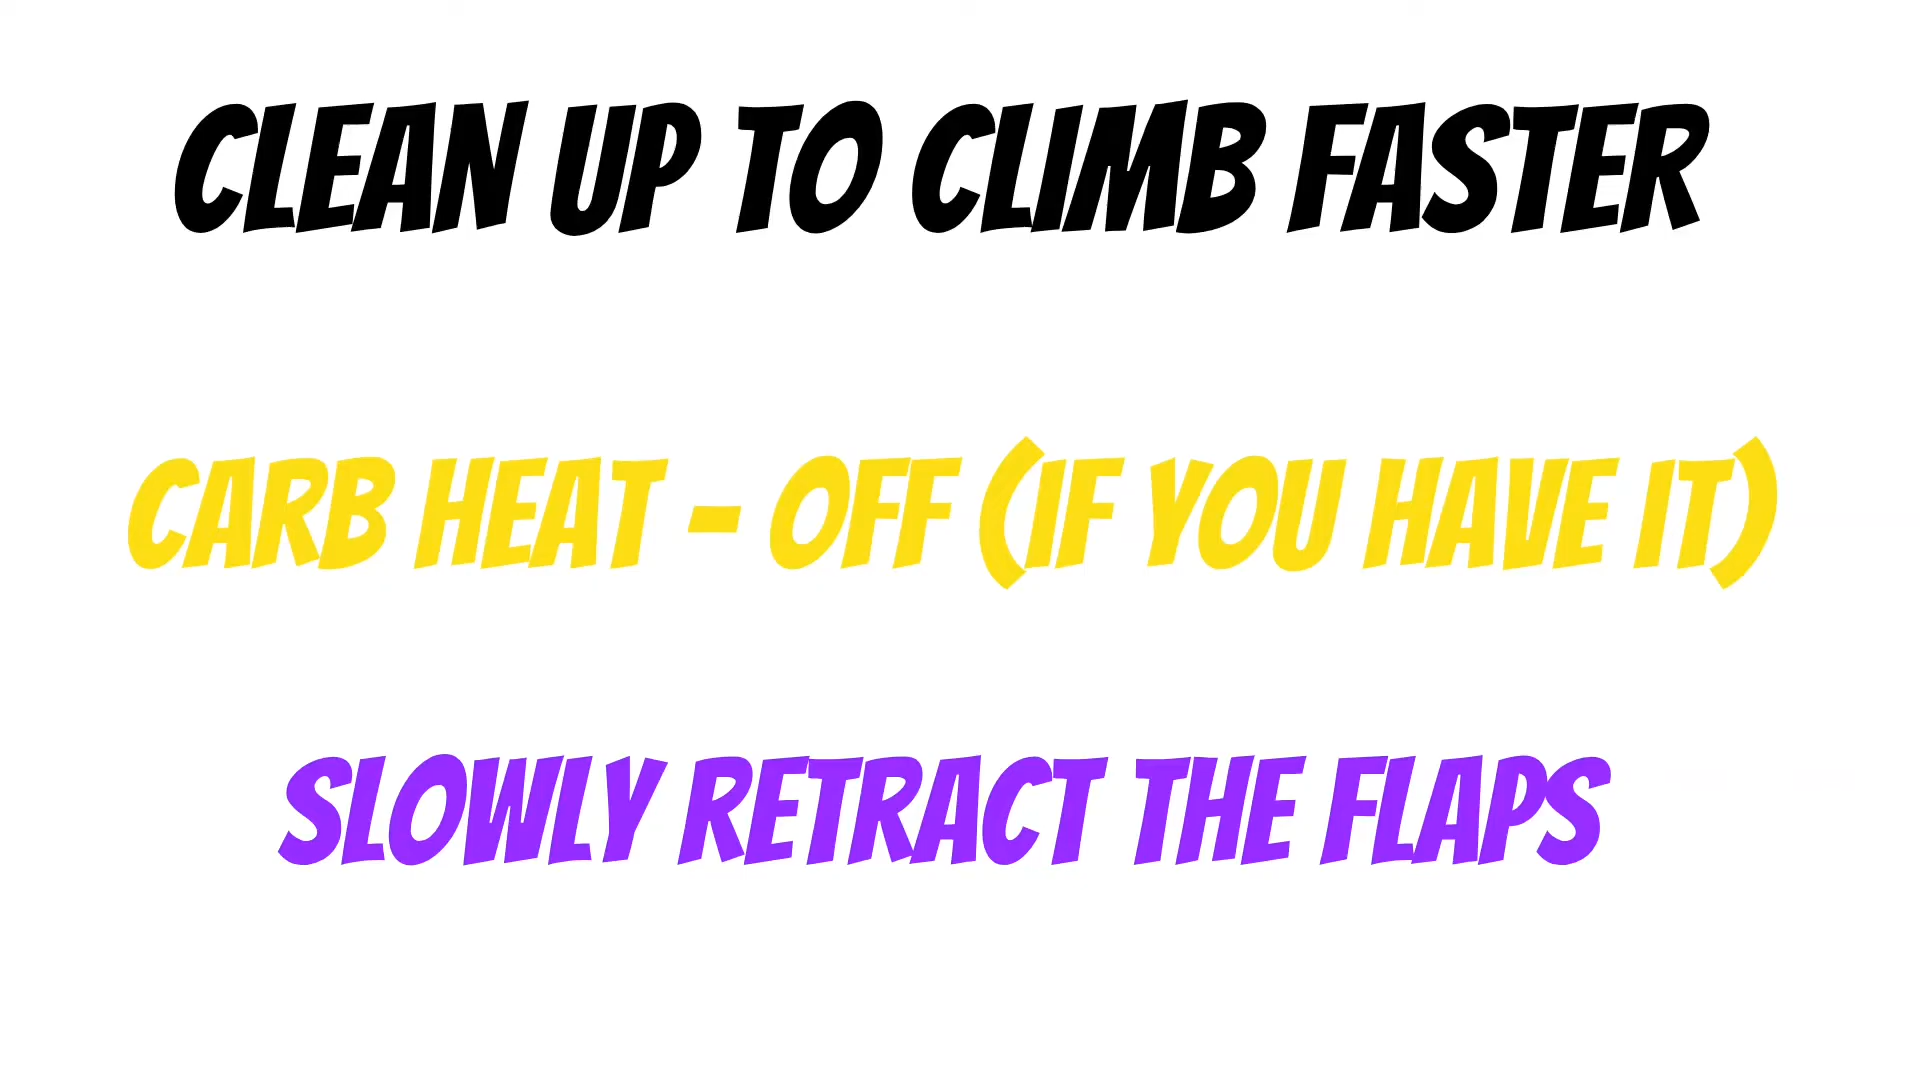 CLEAN UP TO CLIMB FASTER
CARB HEAT - OFF (IF YOU HAVE IT)
SLOWLY RETRACT THE FLAPS